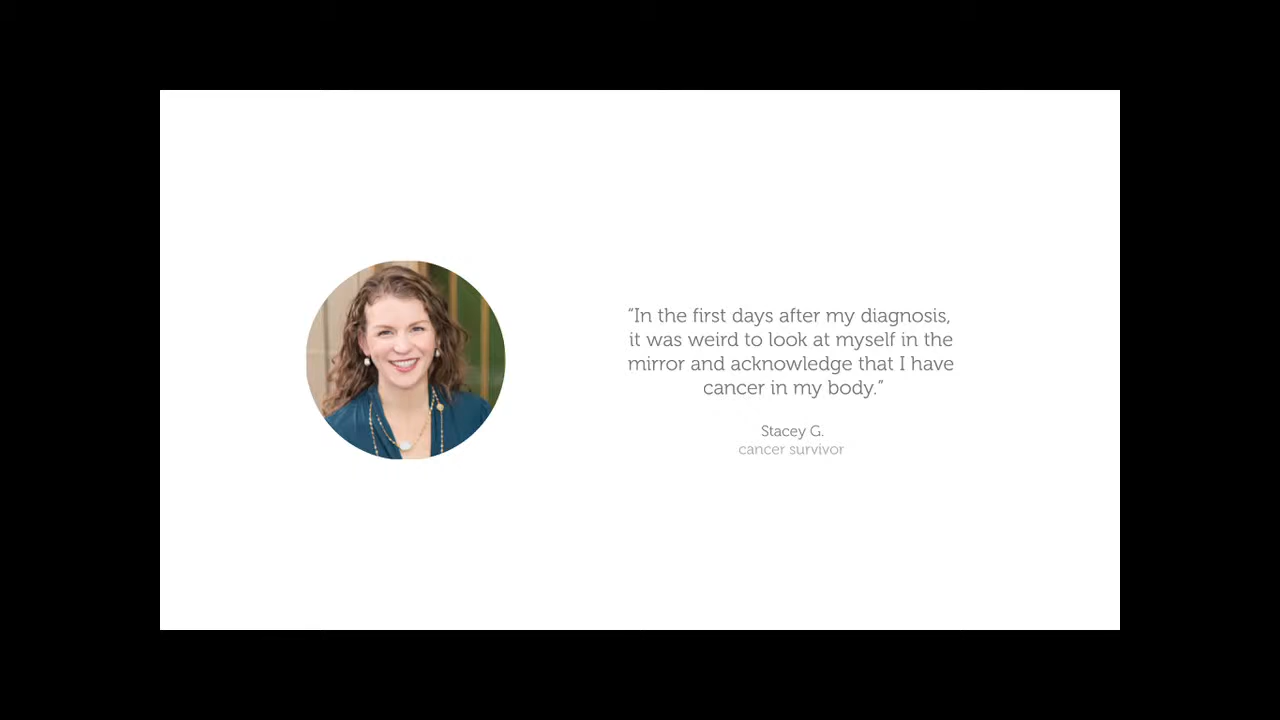 “In the first days after my diagnosis,
it was weird to look at myself in the
mirror and acknowledge that I have
cancer in my body.”
Stacey G.
cancer survivor